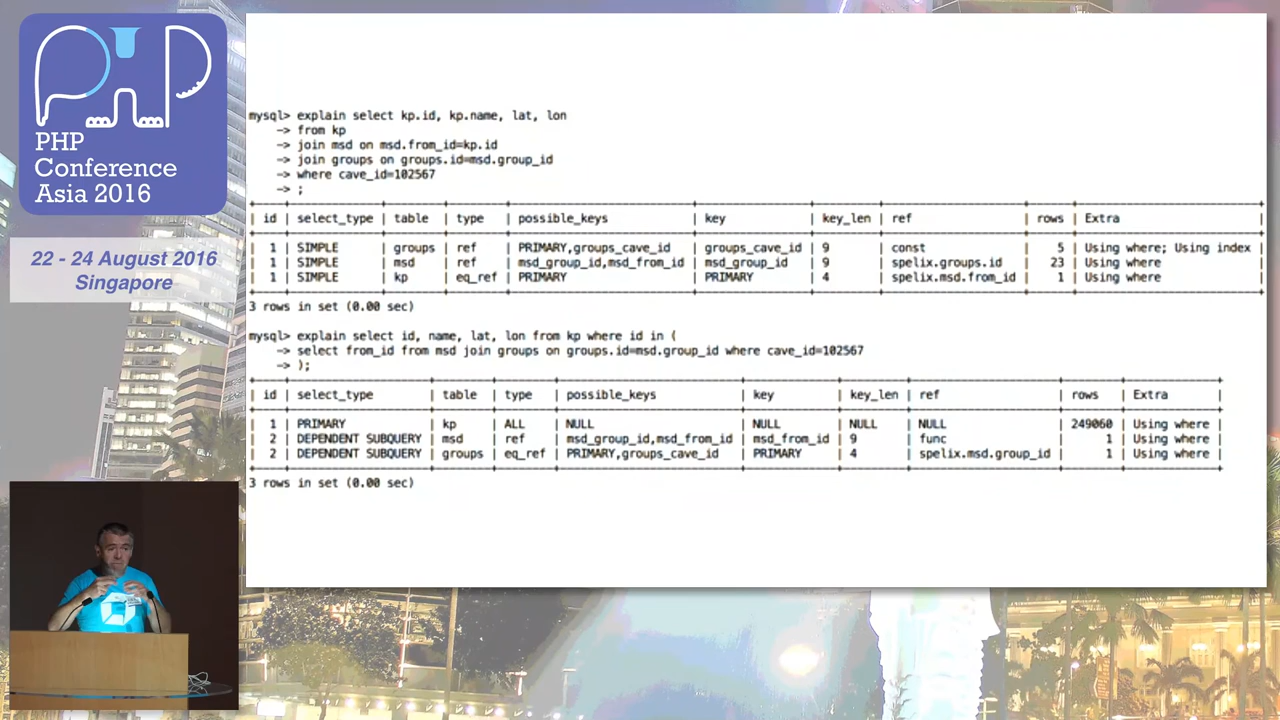 PHP
Conference
Asia 2016
22 - 24 August 2016
Singapore
mysql> explain select kp.id, kp.name, lat, lon
-> from kp
-> join msd on msd.from_id=kp.id
-> join groups on groups.id=msd.group_id
-> where cave_id=102567
-> ;
| id | select_type | table | type | possible_keys | key | key_len | ref | rows | Extra |
| 1 | SIMPLE | groups | ref | PRIMARY,groups_cave_id | groups_cave_id | 9 | const | 5 | Using where; Using index |
| 1 | SIMPLE | msd | ref | msd_group_id,msd_from_id | msd_group_id | 9 | spelix.groups.id | 23 | Using where |
| 1 | SIMPLE | kp | eq_ref | PRIMARY | PRIMARY | 4 | spelix.msd.from_id | 1 | Using where |
3 rows in set (0.00 sec)
mysql> explain select id, name, lat, lon from kp where id in (
-> select from_id from msd join groups on groups.id=msd.group_id where cave_id=102567
-> );
| id | select_type | table | type | possible_keys | key | key_len | ref | rows | Extra |
| 1 | PRIMARY | kp | ALL | NULL | NULL | NULL | NULL | 249060 | Using where |
| 2 | DEPENDENT SUBQUERY | msd | ref | msd_group_id,msd_from_id | msd_from_id | 9 | func | 1 | Using where |
| 2 | DEPENDENT SUBQUERY | groups | eq_ref | PRIMARY,groups_cave_id | PRIMARY | 4 | spelix.msd.group_id | 1 | Using where |
3 rows in set (0.00 sec)